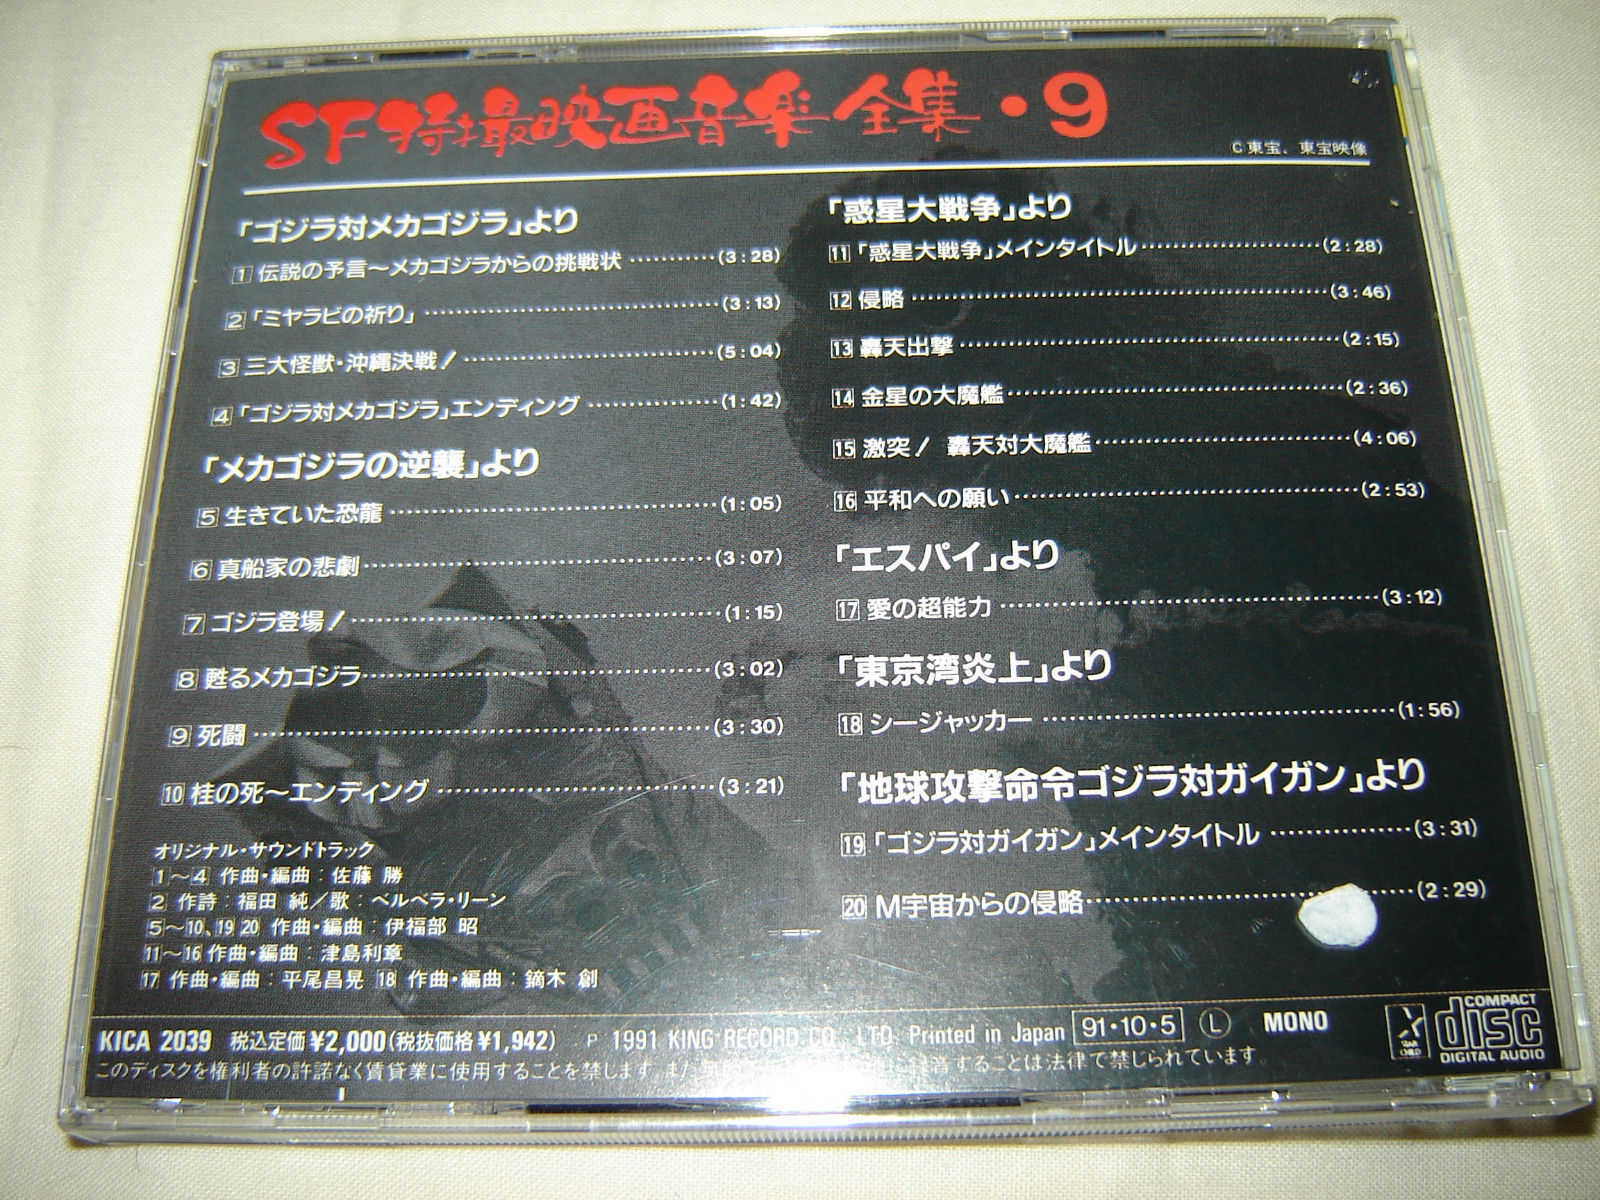 SF特撮映画音楽全集・9
C東宝、東宝映像
「ゴジラ対メカゴジラ」より
1 伝説の予言～メカゴジラからの挑戦状 (3:28)
2 「ミヤラビの祈り」 (3:13)
3 三大怪獣・沖縄決戦! (5:04)
4 「ゴジラ対メカゴジラ」エンディング (1:42)
「メカゴジラの逆襲」より
5 生きていた恐龍 (1:05)
6 真船家の悲劇 (3:07)
7 ゴジラ登場! (1:15)
8 甦るメカゴジラ (3:02)
9 死闘 (3:30)
10 桂の死～エンディング (3:21)
オリジナル・サウンドトラック
1～4 作曲・編曲：佐藤 勝
2 作詩：福田 純／歌：ベルベラ・リーン
5～10、19 20 作曲・編曲：伊福部 昭
11～16 作曲・編曲：津島利章
17 作曲・編曲：平尾昌晃 18 作曲・編曲：鏑木 創
「惑星大戦争」より
11 「惑星大戦争」メインタイトル (2:28)
12 侵略 (3:46)
13 轟天出撃 (2:15)
14 金星の大魔艦 (2:36)
15 激突! 轟天対大魔艦 (4:06)
16 平和への願い (2:53)
「エスパイ」より
17 愛の超能力 (3:12)
「東京湾炎上」より
18 シージャッカー (1:56)
「地球攻撃命令ゴジラ対ガイガン」より
19 「ゴジラ対ガイガン」メインタイトル (3:31)
20 M宇宙からの侵略 (2:29)
KICA 2039 税込定価¥2,000(税抜価格¥1,942) P 1991 KING RECORD CO., LTD. Printed in Japan 91・10・5 L MONO
STAR CHILD
COMPACT disc DIGITAL AUDIO
このディスクを権利者の許諾なく賃貸業に使用することを禁じます。また することは法律で禁じられています。